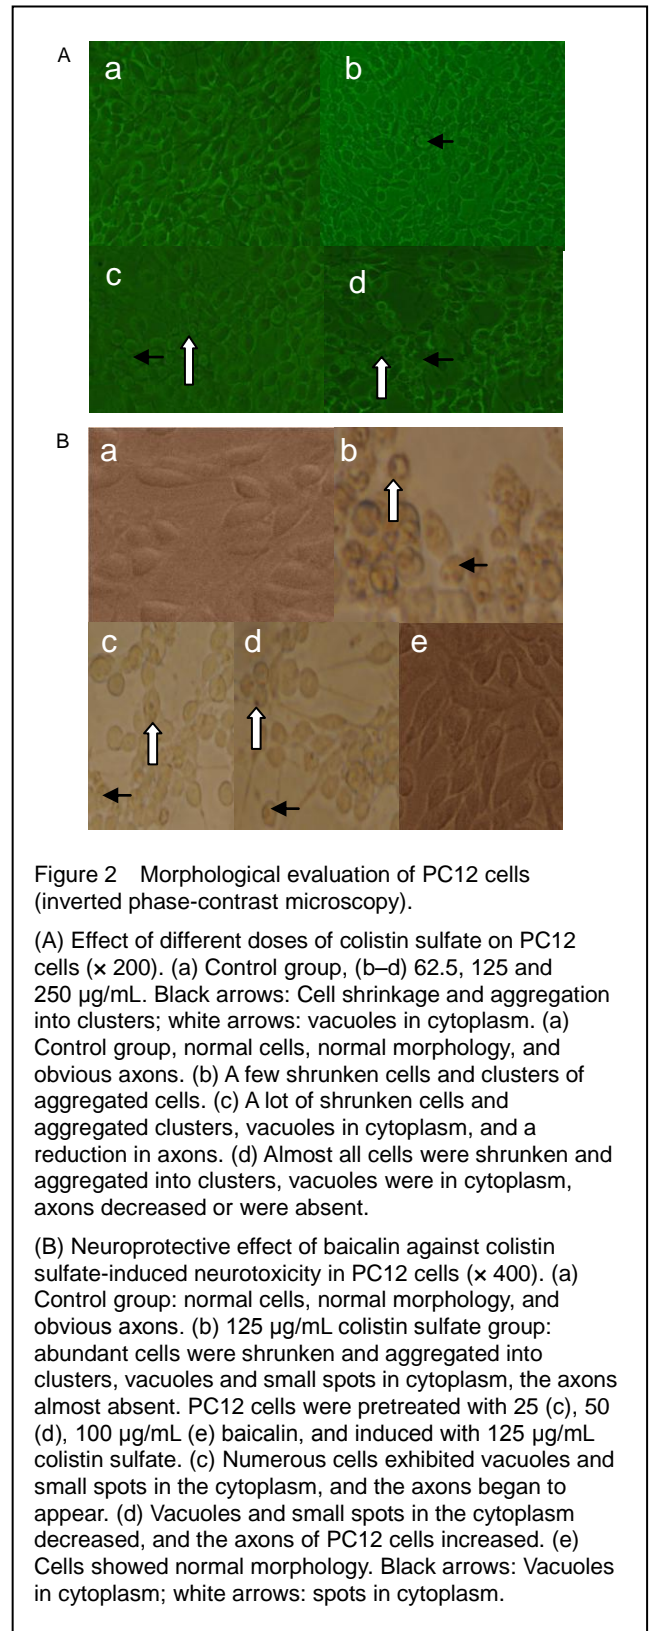 A
a
b
c
d
B
a
b
c
d
e
Figure 2 Morphological evaluation of PC12 cells
(inverted phase-contrast microscopy).
(A) Effect of different doses of colistin sulfate on PC12
cells (× 200). (a) Control group, (b–d) 62.5, 125 and
250 µg/mL. Black arrows: Cell shrinkage and aggregation
into clusters; white arrows: vacuoles in cytoplasm. (a)
Control group, normal cells, normal morphology, and
obvious axons. (b) A few shrunken cells and clusters of
aggregated cells. (c) A lot of shrunken cells and
aggregated clusters, vacuoles in cytoplasm, and a
reduction in axons. (d) Almost all cells were shrunken and
aggregated into clusters, vacuoles were in cytoplasm,
axons decreased or were absent.
(B) Neuroprotective effect of baicalin against colistin
sulfate-induced neurotoxicity in PC12 cells (× 400). (a)
Control group: normal cells, normal morphology, and
obvious axons. (b) 125 µg/mL colistin sulfate group:
abundant cells were shrunken and aggregated into
clusters, vacuoles and small spots in cytoplasm, the axons
almost absent. PC12 cells were pretreated with 25 (c), 50
(d), 100 µg/mL (e) baicalin, and induced with 125 µg/mL
colistin sulfate. (c) Numerous cells exhibited vacuoles and
small spots in the cytoplasm, and the axons began to
appear. (d) Vacuoles and small spots in the cytoplasm
decreased, and the axons of PC12 cells increased. (e)
Cells showed normal morphology. Black arrows: Vacuoles
in cytoplasm; white arrows: spots in cytoplasm.